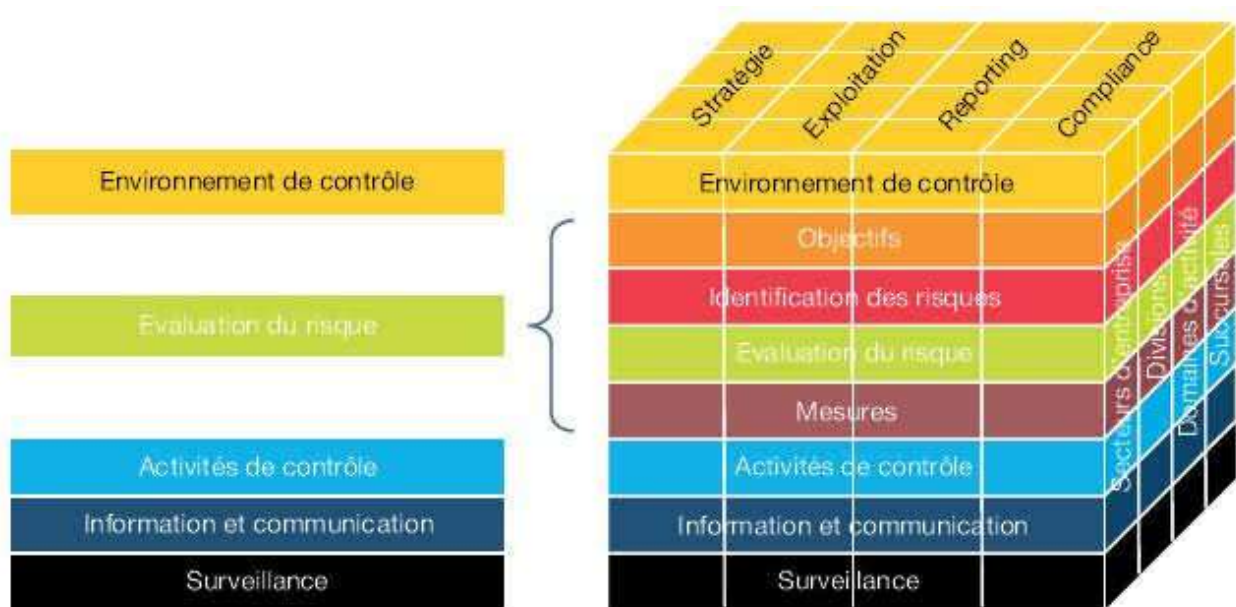 Stratégie
Exploitation
Reporting
Compliance
Environnement de contrôle
Evaluation du risque
Activités de contrôle
Information et communication
Surveillance
Environnement de contrôle
Objectifs
Identification des risques
Evaluation du risque
Mesures
Activités de contrôle
Information et communication
Surveillance
Secteurs d'entreprise
Divisions
Domaines d'activité
Succursales